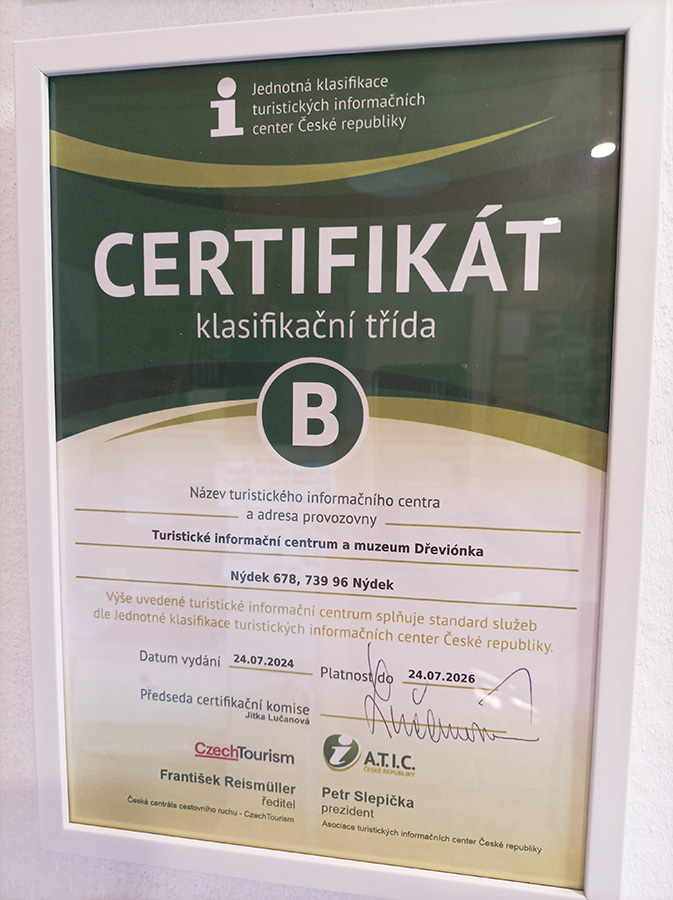 Jednotná klasifikace
turistických informačních
center České republiky
CERTIFIKÁT
klasifikační třída
B
Název turistického informačního centra
a adresa provozovny
Turistické informační centrum a muzeum Dřeviónka
Nýdek 678, 739 96 Nýdek
Výše uvedené turistické informační centrum splňuje standard služeb
dle Jednotné klasifikace turistických informačních center České republiky.
Datum vydání 24.07.2024 Platnost do 24.07.2026
Předseda certifikační komise
Jitka Lučanová
CzechTourism
František Reismüller
ředitel
Česká centrála cestovního ruchu - CzechTourism
A.T.I.C.
ČESKÉ REPUBLIKY
Petr Slepička
prezident
Asociace turistických informačních center České republiky